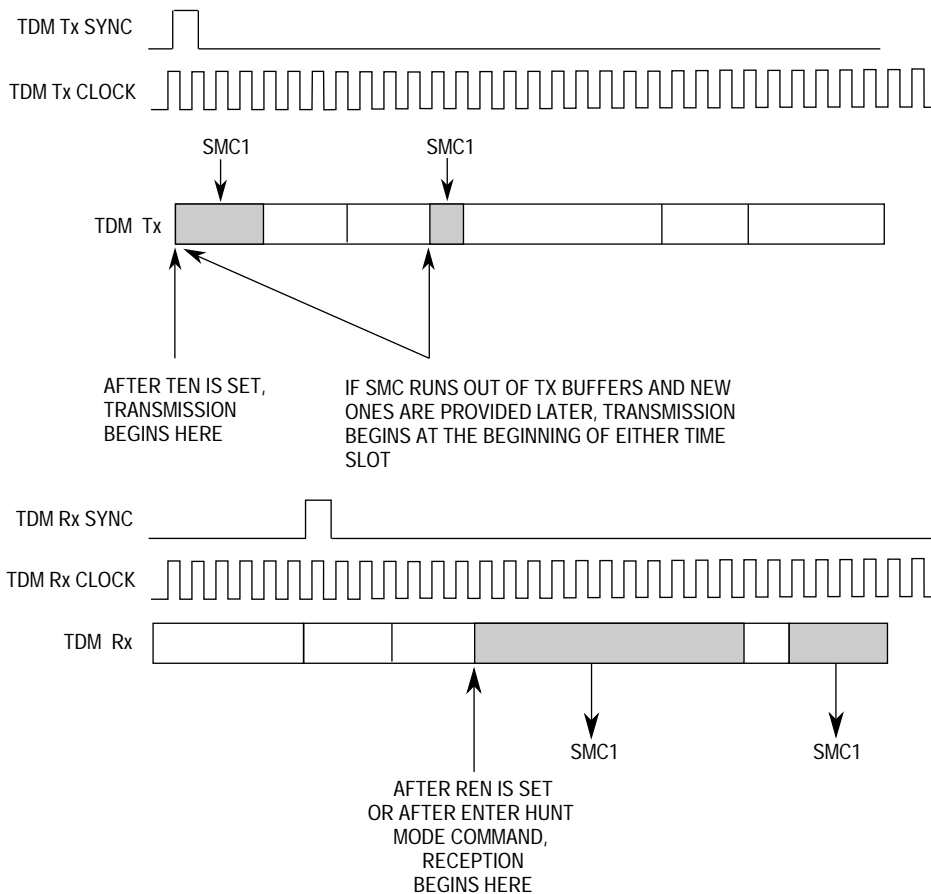 TDM Tx SYNC
TDM Tx CLOCK
SMC1
SMC1
TDM Tx
AFTER TEN IS SET,
TRANSMISSION
BEGINS HERE
IF SMC RUNS OUT OF TX BUFFERS AND NEW
ONES ARE PROVIDED LATER, TRANSMISSION
BEGINS AT THE BEGINNING OF EITHER TIME
SLOT
TDM Rx SYNC
TDM Rx CLOCK
TDM Rx
SMC1
SMC1
AFTER REN IS SET
OR AFTER ENTER HUNT
MODE COMMAND,
RECEPTION
BEGINS HERE